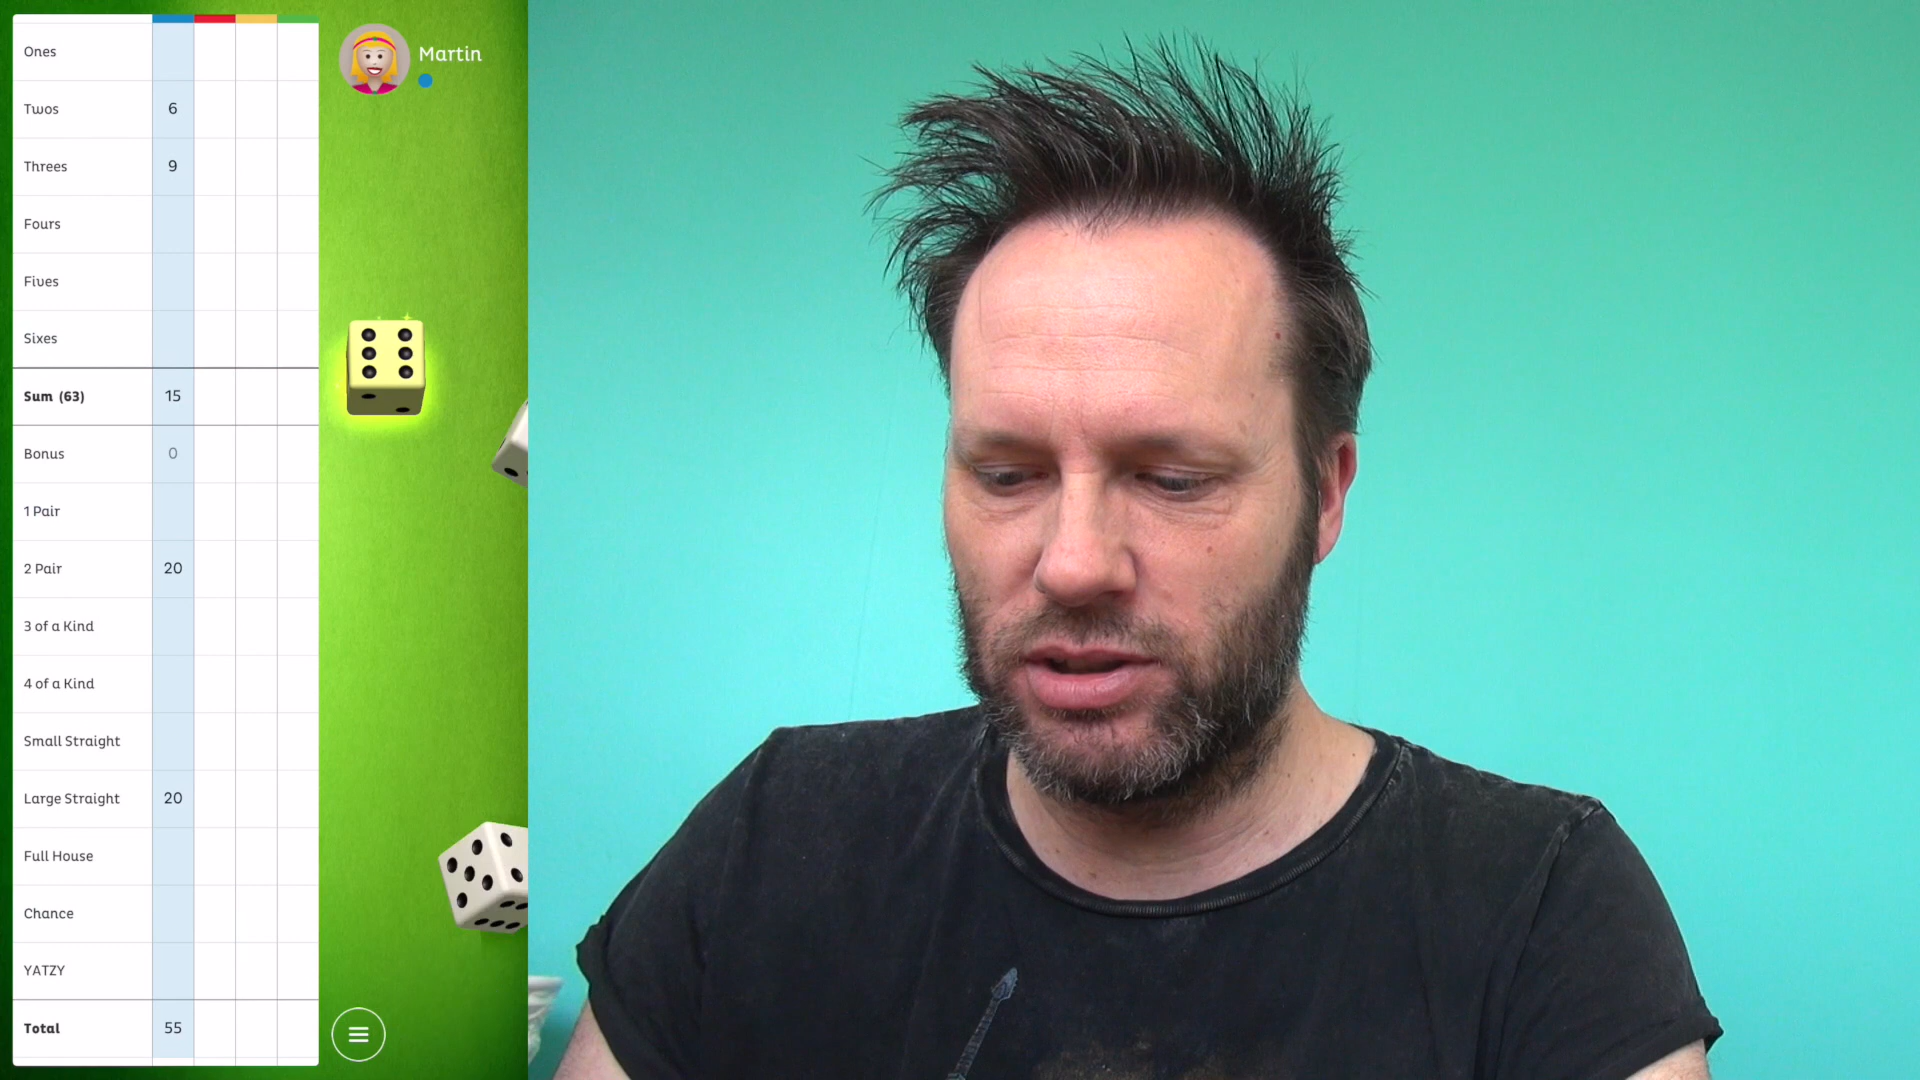 Martin
Ones
Twos 6
Threes 9
Fours
Fives
Sixes
Sum (63) 15
Bonus 0
1 Pair
2 Pair 20
3 of a Kind
4 of a Kind
Small Straight
Large Straight 20
Full House
Chance
YATZY
Total 55